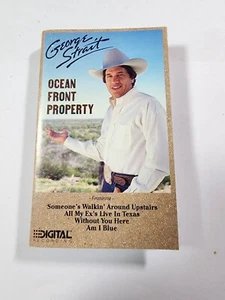 George
Strait
OCEAN
FRONT
PROPERTY
- Featuring -
Someone's Walkin' Around Upstairs
All My Ex's Live In Texas
Without You Here
Am I Blue
DIGITAL
RECORDING